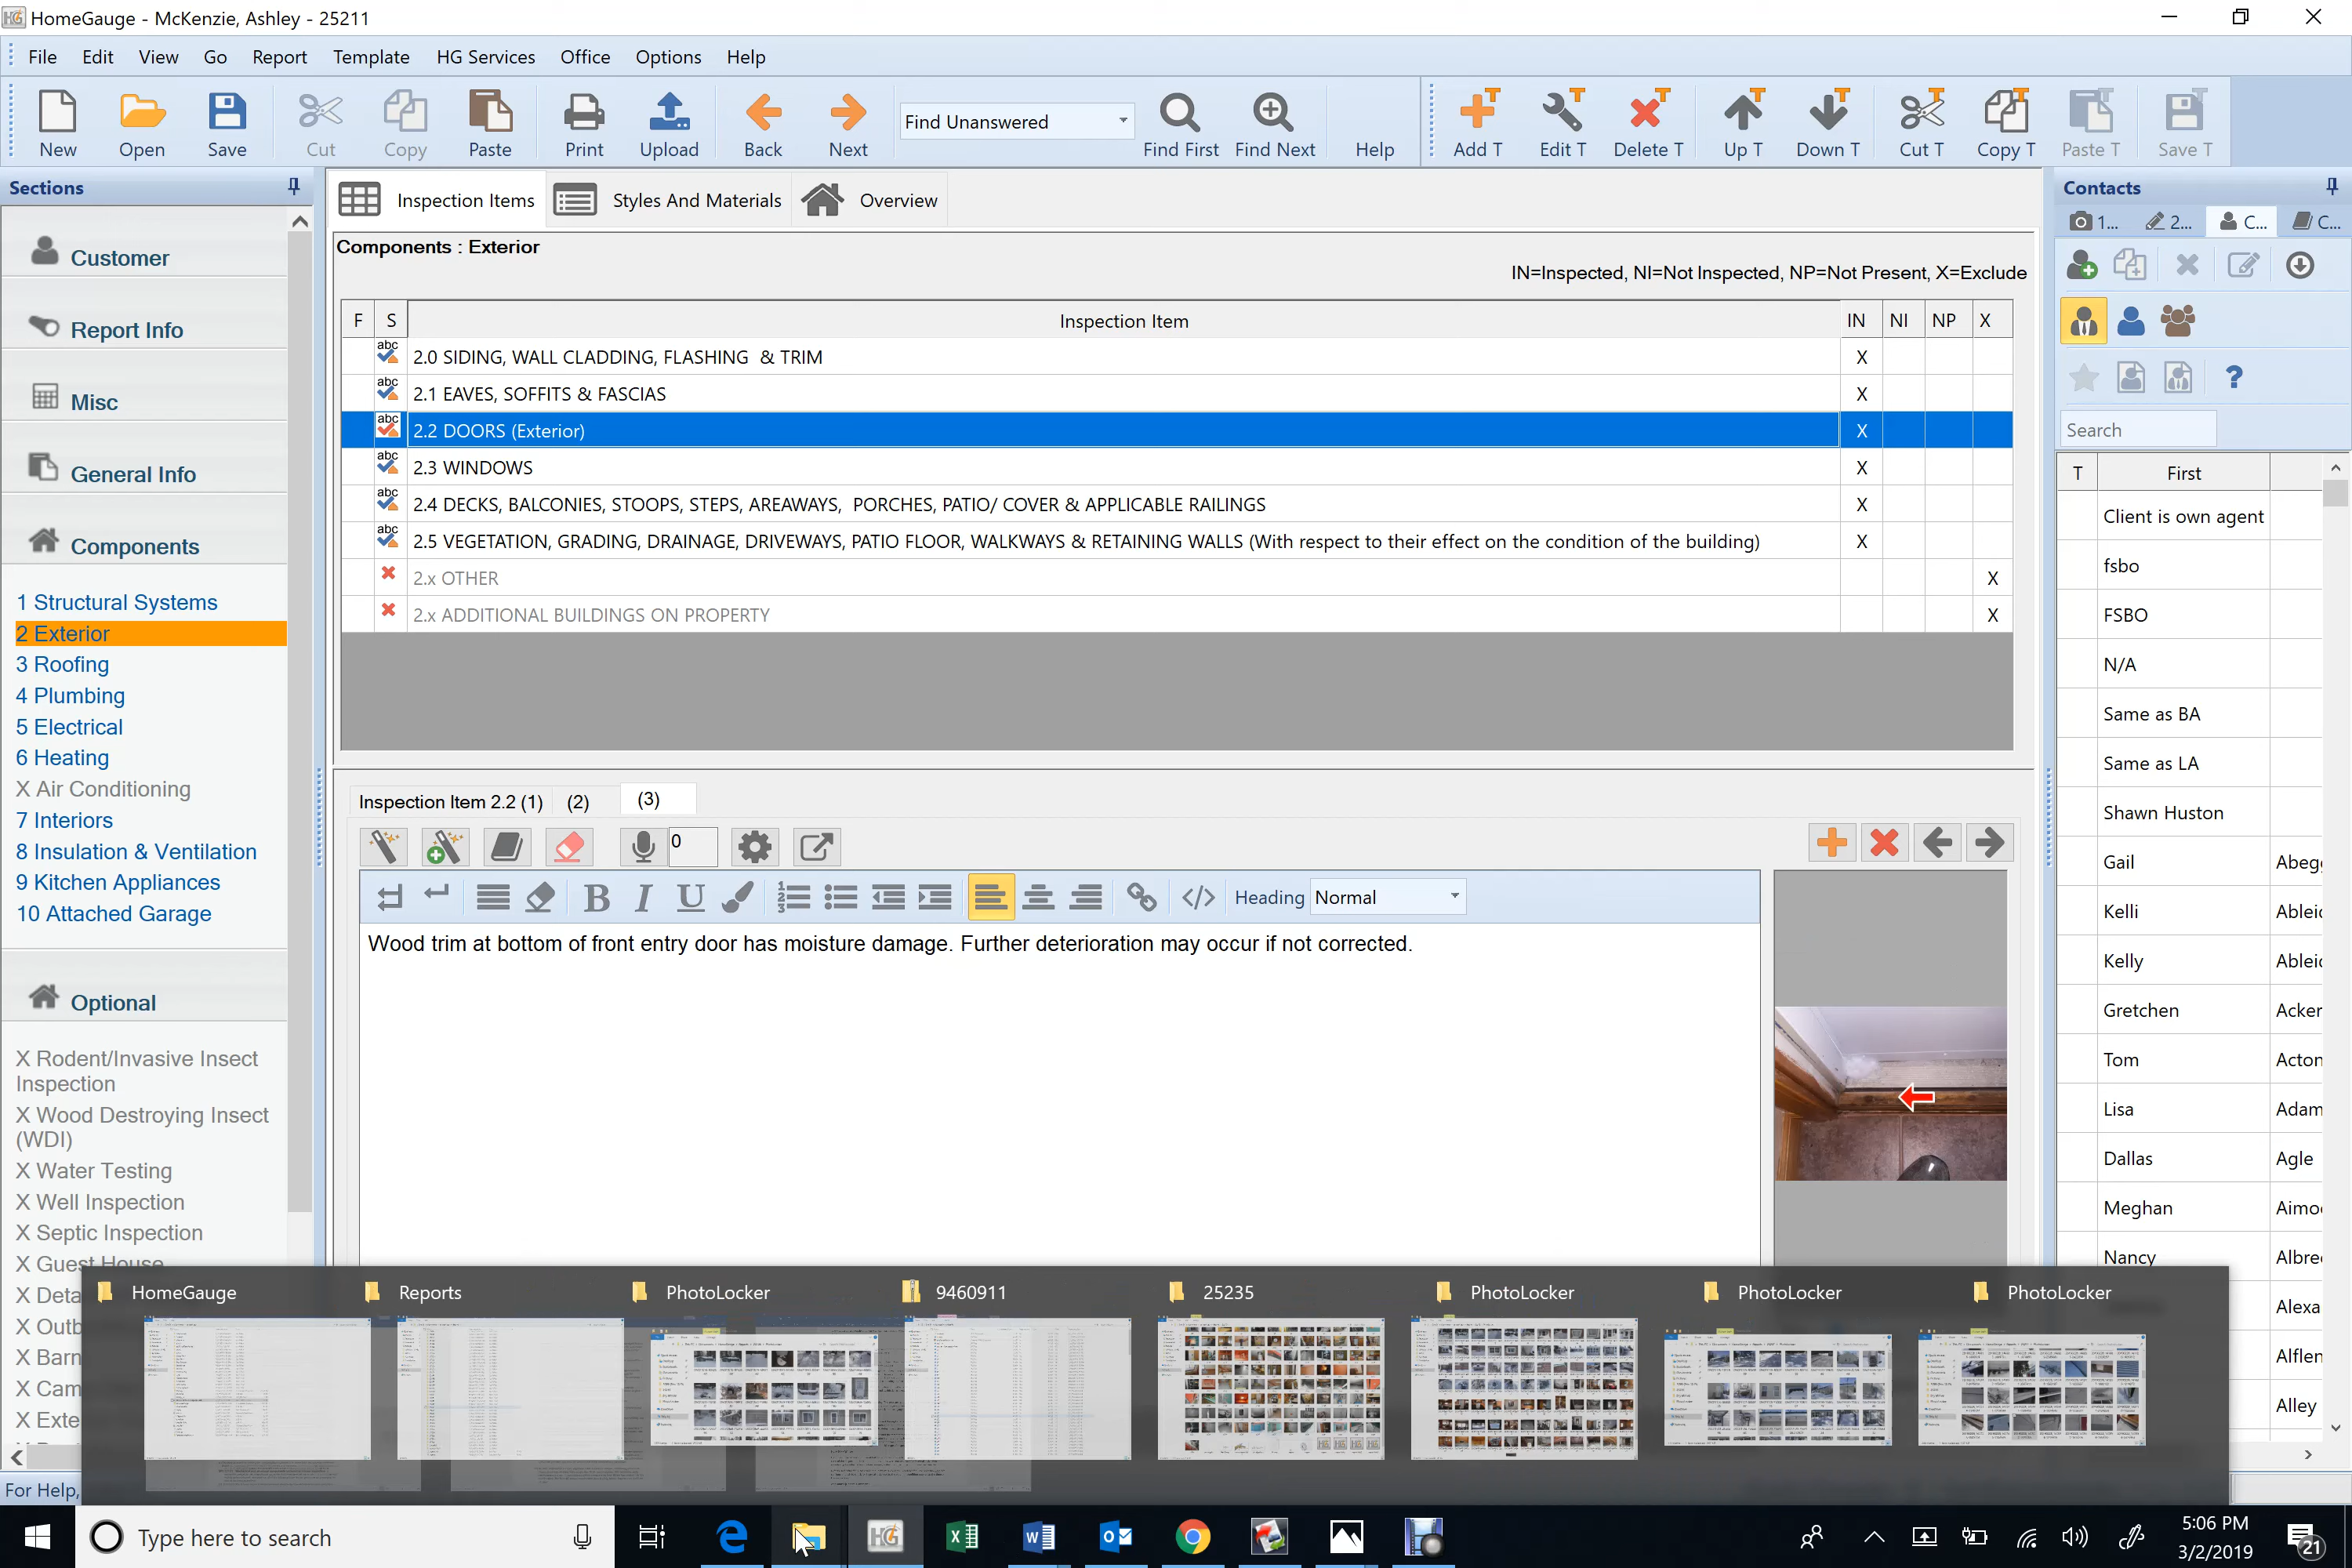 HomeGauge - McKenzie, Ashley - 25211
File Edit View Go Report Template HG Services Office Options Help
New Open Save Cut Copy Paste Print Upload Back Next Find Unanswered Find First Find Next Help Add T Edit T Delete T Up T Down T Cut T Copy T Paste T Save T
Sections
Customer
Report Info
Misc
General Info
Components
1 Structural Systems
2 Exterior
3 Roofing
4 Plumbing
5 Electrical
6 Heating
X Air Conditioning
7 Interiors
8 Insulation & Ventilation
9 Kitchen Appliances
10 Attached Garage
Optional
X Rodent/Invasive Insect
Inspection
X Wood Destroying Insect
(WDI)
X Water Testing
X Well Inspection
X Septic Inspection
X Guest House
X Deta
X Outb
X Barn
X Cam
X Exte
For Help,
Inspection Items Styles And Materials Overview
Components : Exterior
IN=Inspected, NI=Not Inspected, NP=Not Present, X=Exclude
F S Inspection Item IN NI NP X
abc 2.0 SIDING, WALL CLADDING, FLASHING & TRIM X
abc 2.1 EAVES, SOFFITS & FASCIAS X
abc 2.2 DOORS (Exterior) X
abc 2.3 WINDOWS X
abc 2.4 DECKS, BALCONIES, STOOPS, STEPS, AREAWAYS, PORCHES, PATIO/ COVER & APPLICABLE RAILINGS X
abc 2.5 VEGETATION, GRADING, DRAINAGE, DRIVEWAYS, PATIO FLOOR, WALKWAYS & RETAINING WALLS (With respect to their effect on the condition of the building) X
2.x OTHER X
2.x ADDITIONAL BUILDINGS ON PROPERTY X
Inspection Item 2.2 (1) (2) (3)
0
B I U Heading Normal
Wood trim at bottom of front entry door has moisture damage. Further deterioration may occur if not corrected.
Contacts
1... 2... C... C...
Search
T First
Client is own agent
fsbo
FSBO
N/A
Same as BA
Same as LA
Shawn Huston
Gail Abeg
Kelli Ableid
Kelly Ableid
Gretchen Acker
Tom Acton
Lisa Adam
Dallas Agle
Meghan Aimo
Nancy Albre
Alexa
Alflen
Alley
HomeGauge Reports PhotoLocker 9460911 25235 PhotoLocker PhotoLocker PhotoLocker
Type here to search
HG
5:06 PM
3/2/2019
21